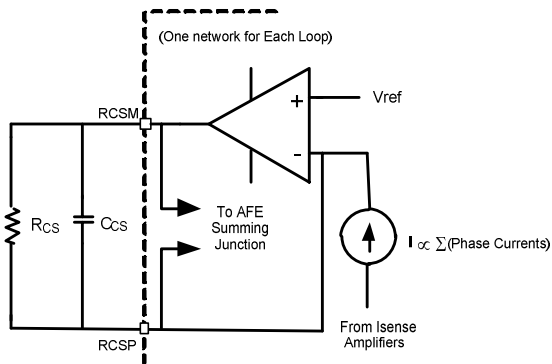 (One network for Each Loop)
RCSM
+
Vref
-
RCS
CCS
To AFE
Summing
Junction
I ∝ ∑(Phase Currents)
From Isense
Amplifiers
RCSP